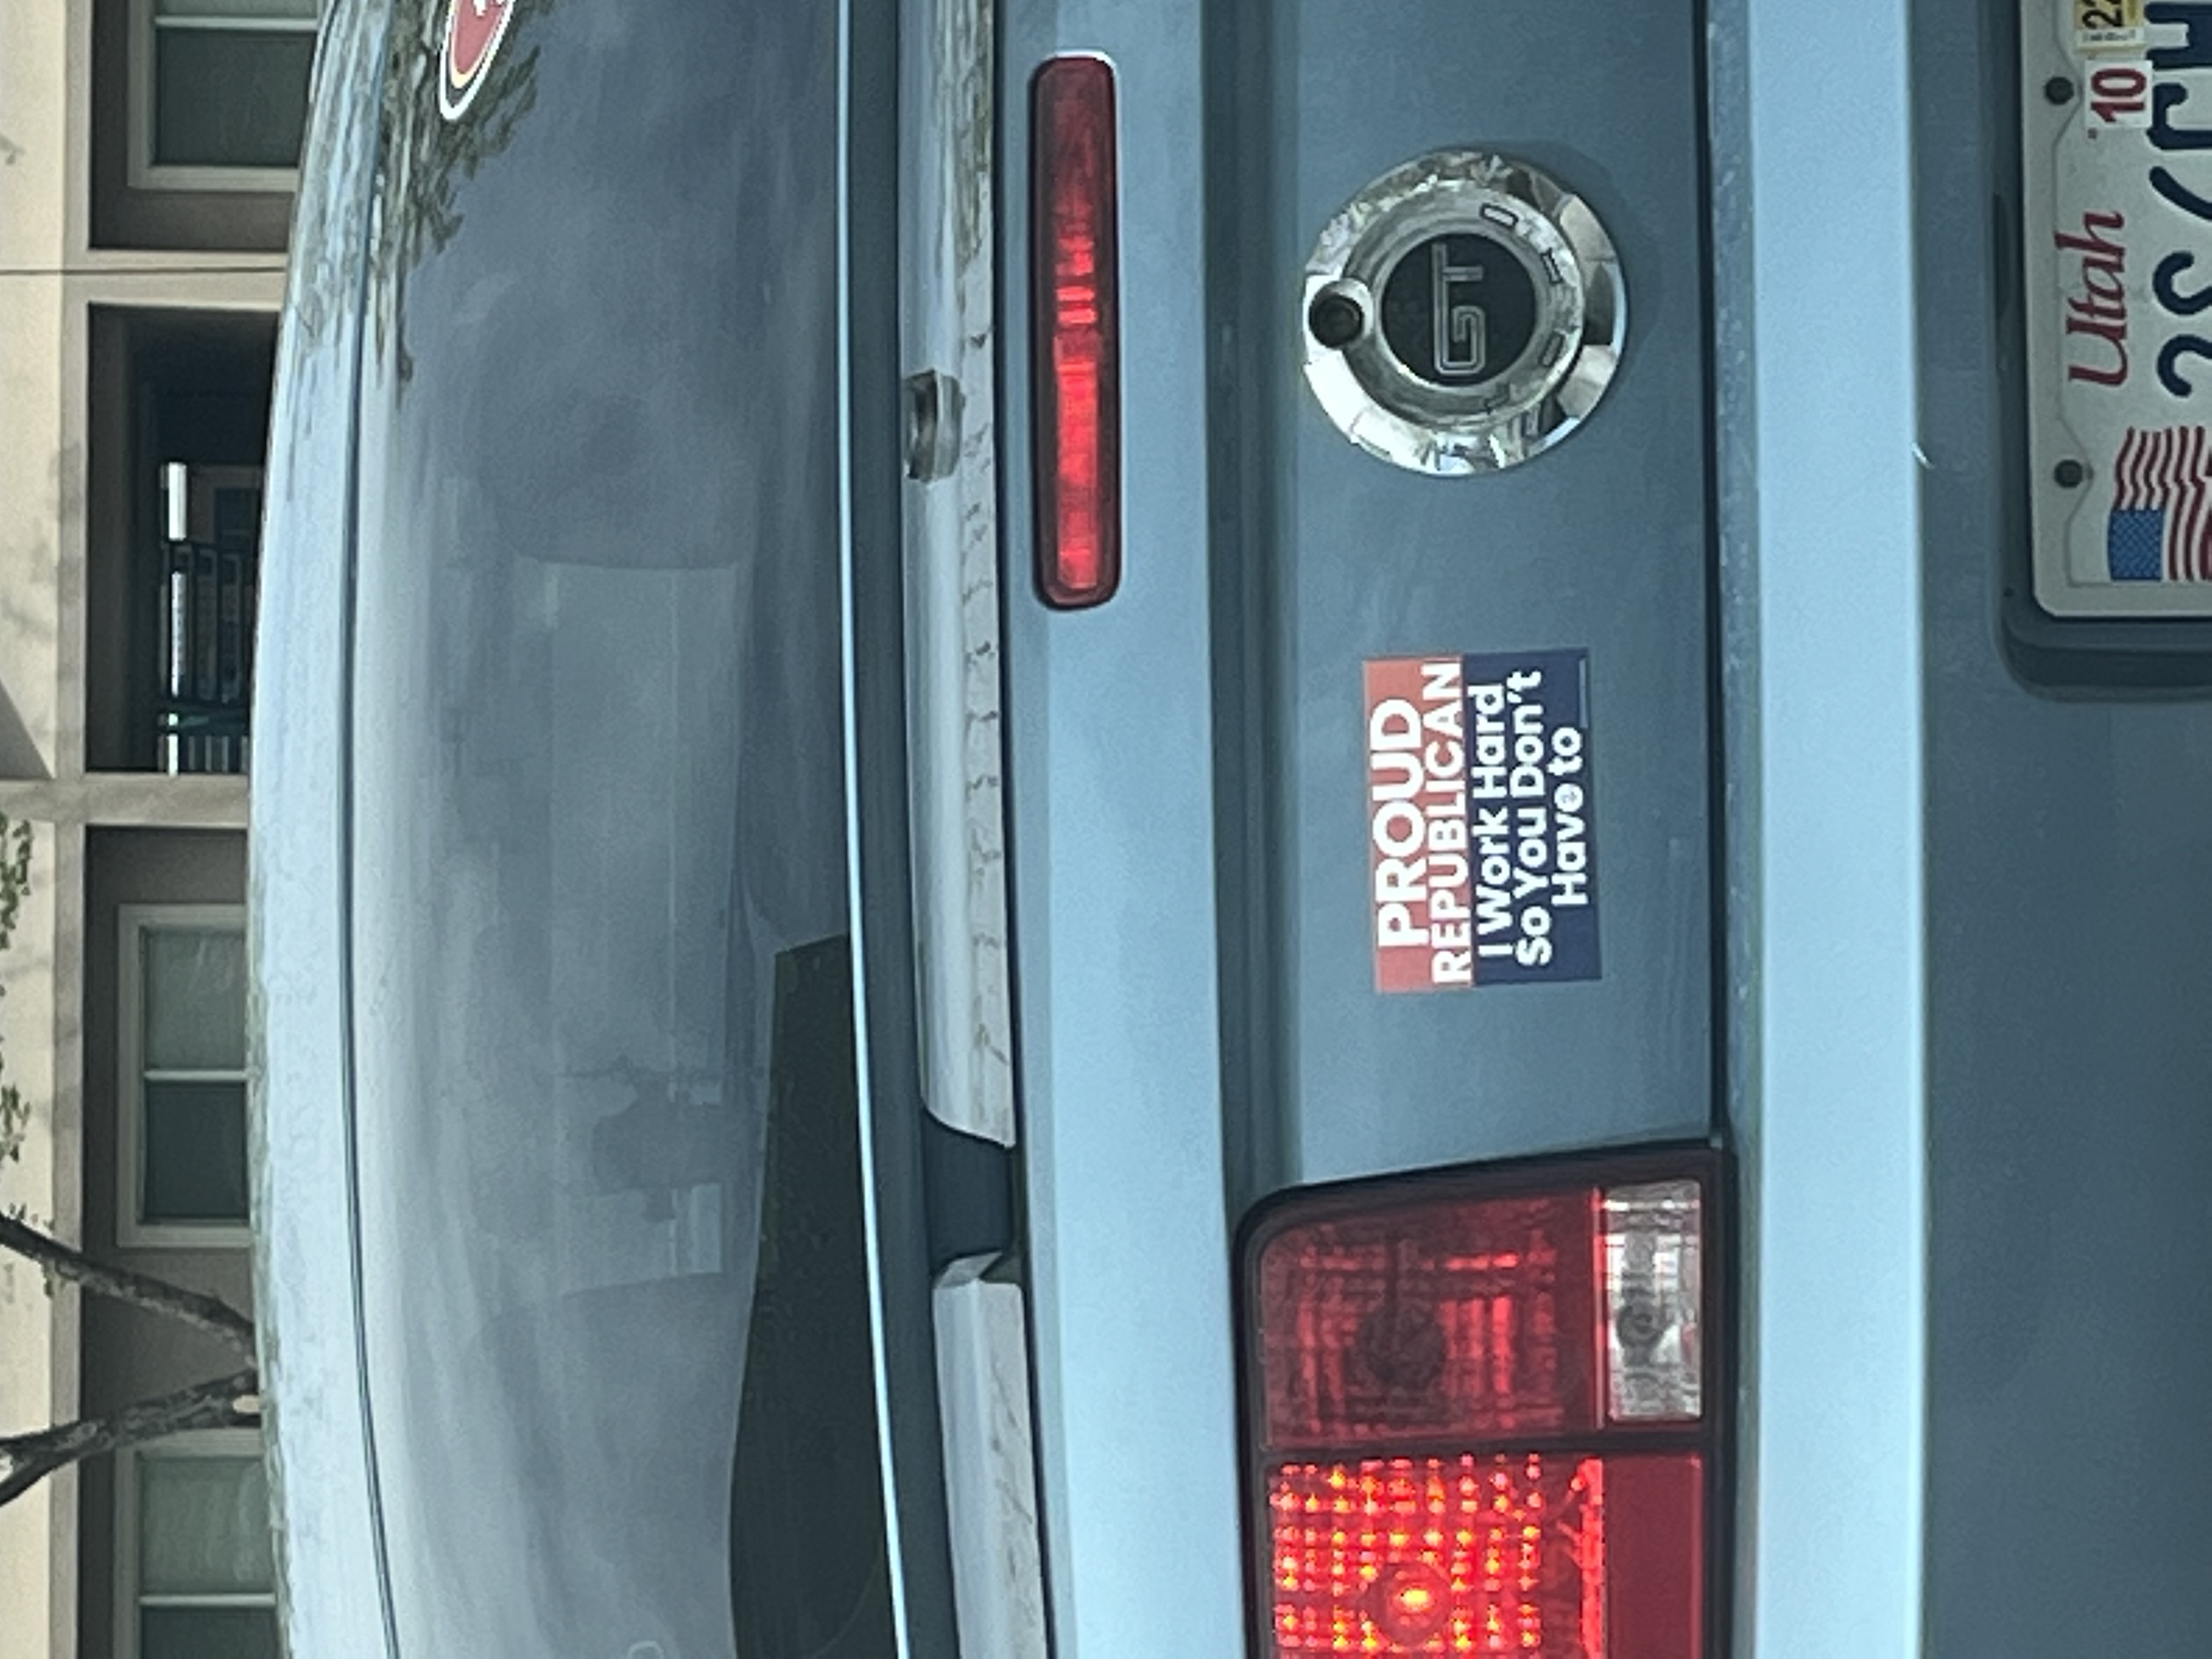 GT
PROUD
REPUBLICAN
I Work Hard
So You Don't
Have to
Utah
10